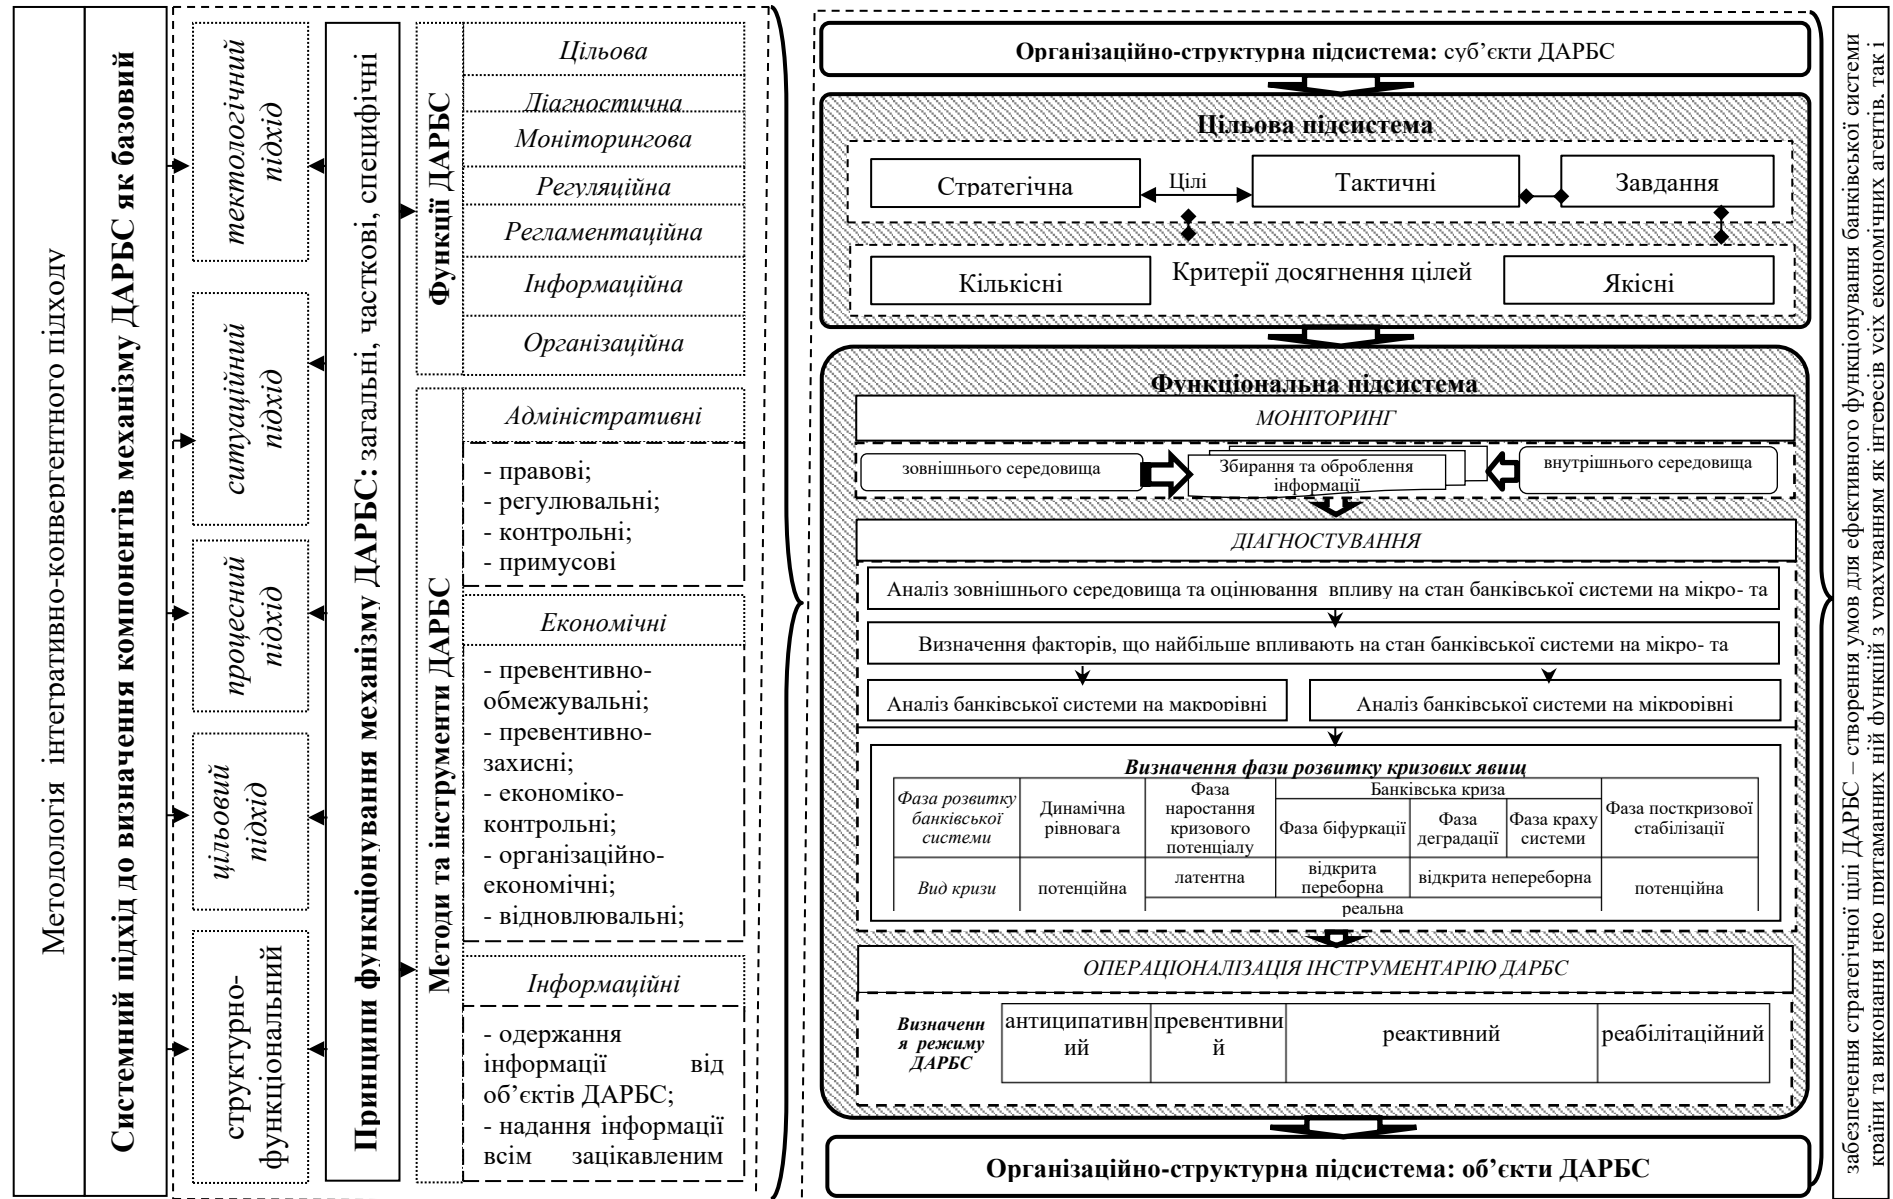 Методологія інтегративно-конвергентного підходу
Системний підхід до визначення компонентів механізму ДАРБС як базовий
тектологічний
підхід
ситуаційний
підхід
процесний
підхід
цільовий
підхід
структурно-
функціональний
Принципи функціонування механізму ДАРБС: загальні, часткові, специфічні
Функції ДАРБС
Цільова
Діагностична
Моніторингова
Регуляційна
Регламентаційна
Інформаційна
Організаційна
Методи та інструменти ДАРБС
Адміністративні
- правові;
- регулювальні;
- контрольні;
- примусові
Економічні
- превентивно-
обмежувальні;
- превентивно-
захисні;
- економіко-
контрольні;
- організаційно-
економічні;
- відновлювальні;
Інформаційні
- одержання
інформації від
об’єктів ДАРБС;
- надання інформації
всім зацікавленим
Організаційно-структурна підсистема: суб’єкти ДАРБС
Цільова підсистема
Стратегічна
Цілі
Тактичні
Завдання
Кількісні
Критерії досягнення цілей
Якісні
Функціональна підсистема
МОНІТОРИНГ
зовнішнього середовища
Збирання та оброблення
інформації
внутрішнього середовища
ДІАГНОСТУВАННЯ
Аналіз зовнішнього середовища та оцінювання впливу на стан банківської системи на мікро- та
Визначення факторів, що найбільше впливають на стан банківської системи на мікро- та
Аналіз банківської системи на макрорівні
Аналіз банківської системи на мікрорівні
Визначення фази розвитку кризових явищ
Фаза розвитку
банківської
системи
Динамічна
рівновага
Фаза
наростання
кризового
потенціалу
Банківська криза
Фаза біфуркації
Фаза
деградації
Фаза краху
системи
Фаза посткризової
стабілізації
Вид кризи
потенційна
латентна
відкрита
переборна
відкрита непереборна
потенційна
реальна
ОПЕРАЦІОНАЛІЗАЦІЯ ІНСТРУМЕНТАРІЮ ДАРБС
Визначенн
я режиму
ДАРБС
антиципативн
ий
превентивни
й
реактивний
реабілітаційний
Організаційно-структурна підсистема: об’єкти ДАРБС
забезпечення стратегічної цілі ДАРБС – створення умов для ефективного функціонування банківської системи
країни та виконання нею притаманних ній функцій з урахуванням як інтересів усіх економічних агентів, так і